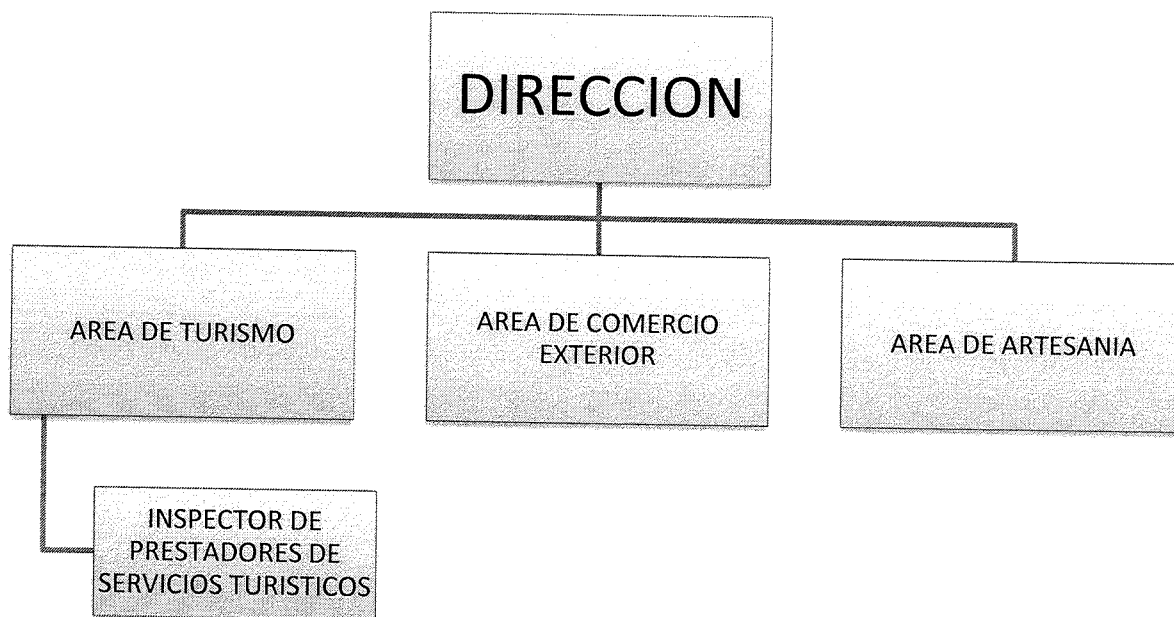 DIRECCION
AREA DE TURISMO
AREA DE COMERCIO
EXTERIOR
AREA DE ARTESANIA
INSPECTOR DE
PRESTADORES DE
SERVICIOS TURISTICOS